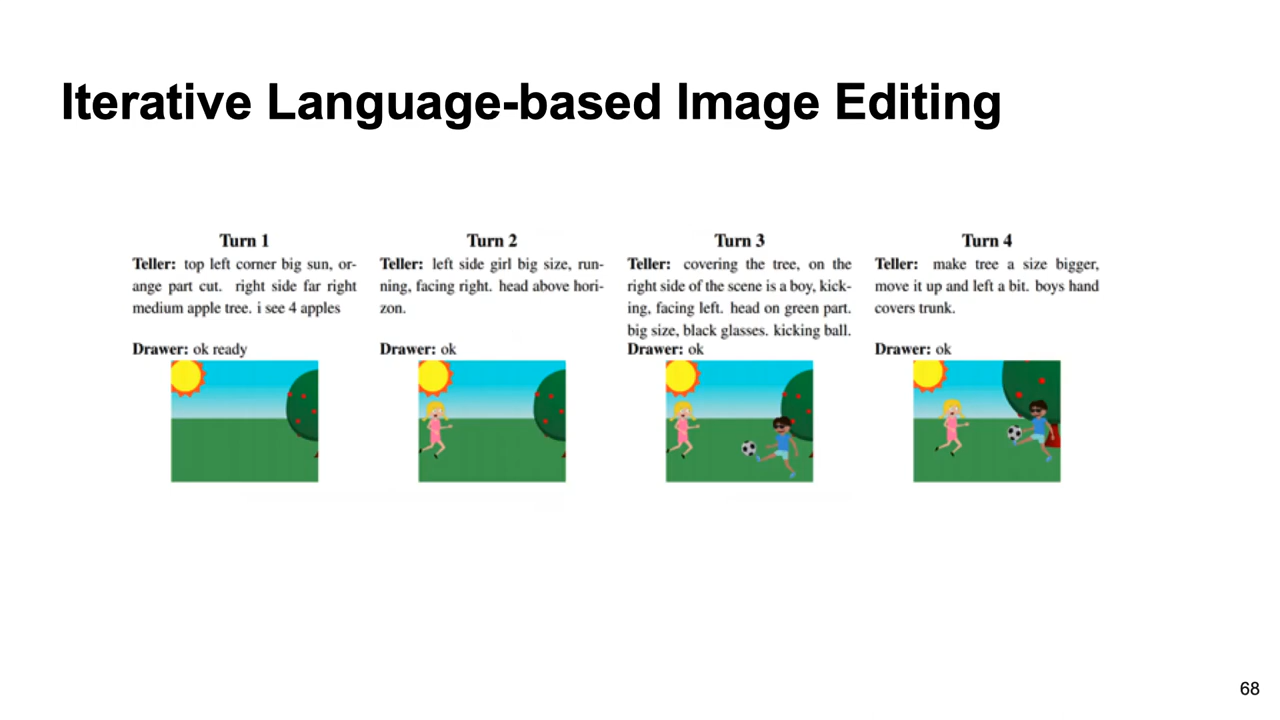 Iterative Language-based Image Editing
Turn 1
Teller: top left corner big sun, or-
ange part cut. right side far right
medium apple tree. i see 4 apples
Drawer: ok ready
Turn 2
Teller: left side girl big size, run-
ning, facing right. head above hori-
zon.
Drawer: ok
Turn 3
Teller: covering the tree, on the
right side of the scene is a boy, kick-
ing, facing left. head on green part.
big size, black glasses. kicking ball.
Drawer: ok
Turn 4
Teller: make tree a size bigger,
move it up and left a bit. boys hand
covers trunk.
Drawer: ok
68